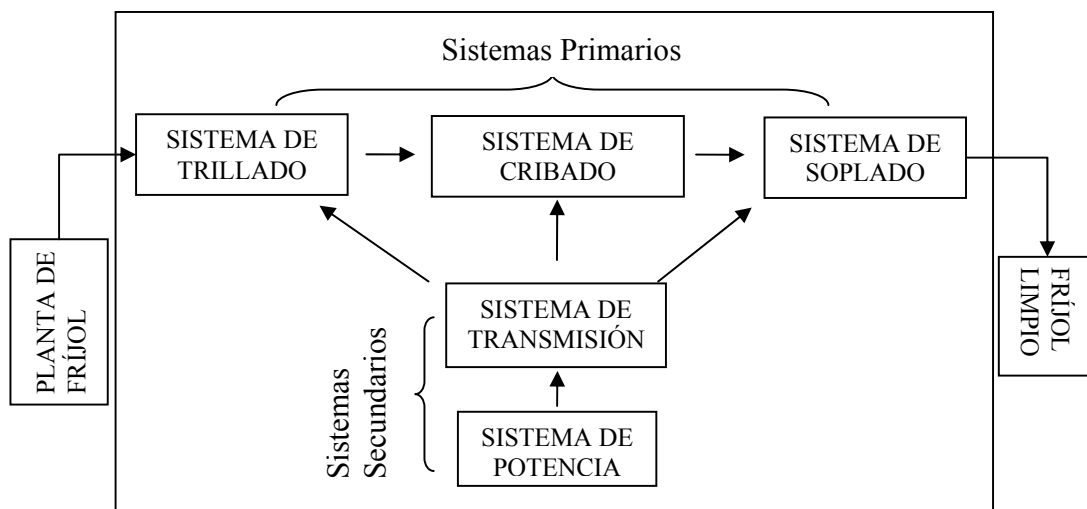 Sistemas Primarios
SISTEMA DE
TRILLADO
SISTEMA DE
CRIBADO
SISTEMA DE
SOPLADO
PLANTA DE
FRÍJOL
FRÍJOL
LIMPIO
SISTEMA DE
TRANSMISIÓN
Sistemas
Secundarios
SISTEMA DE
POTENCIA